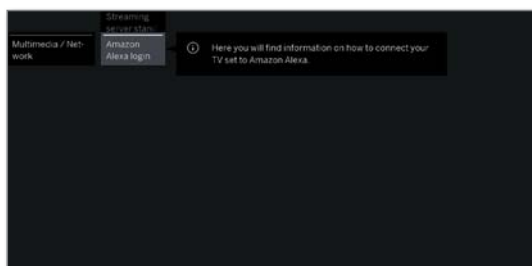 Streaming
server stand
Multimedia / Net-
work
Amazon
Alexa login
Here you will find information on how to connect your
TV set to Amazon Alexa.